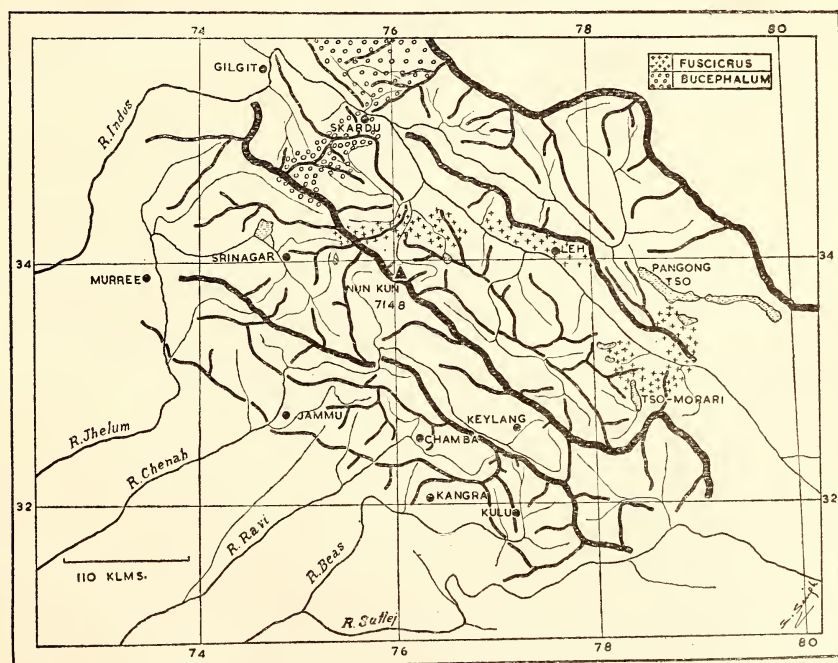 74
76
78
80
GILGIT
FUSCICRUS
BUCEPHALUM
R. Indus
SKARDU
34
SRINAGAR
LEH
34
MURREE
NUN KUN
7148
PANGONG
TSO
TSO-MORARI
JAMMU
KEYLANG
R. Jhelum
CHAMBA
R. Chenab
32
KANGRA
32
KULU
R. Ravi
R. Beas
110 KLMS.
R. Sutlej
74
76
78
80